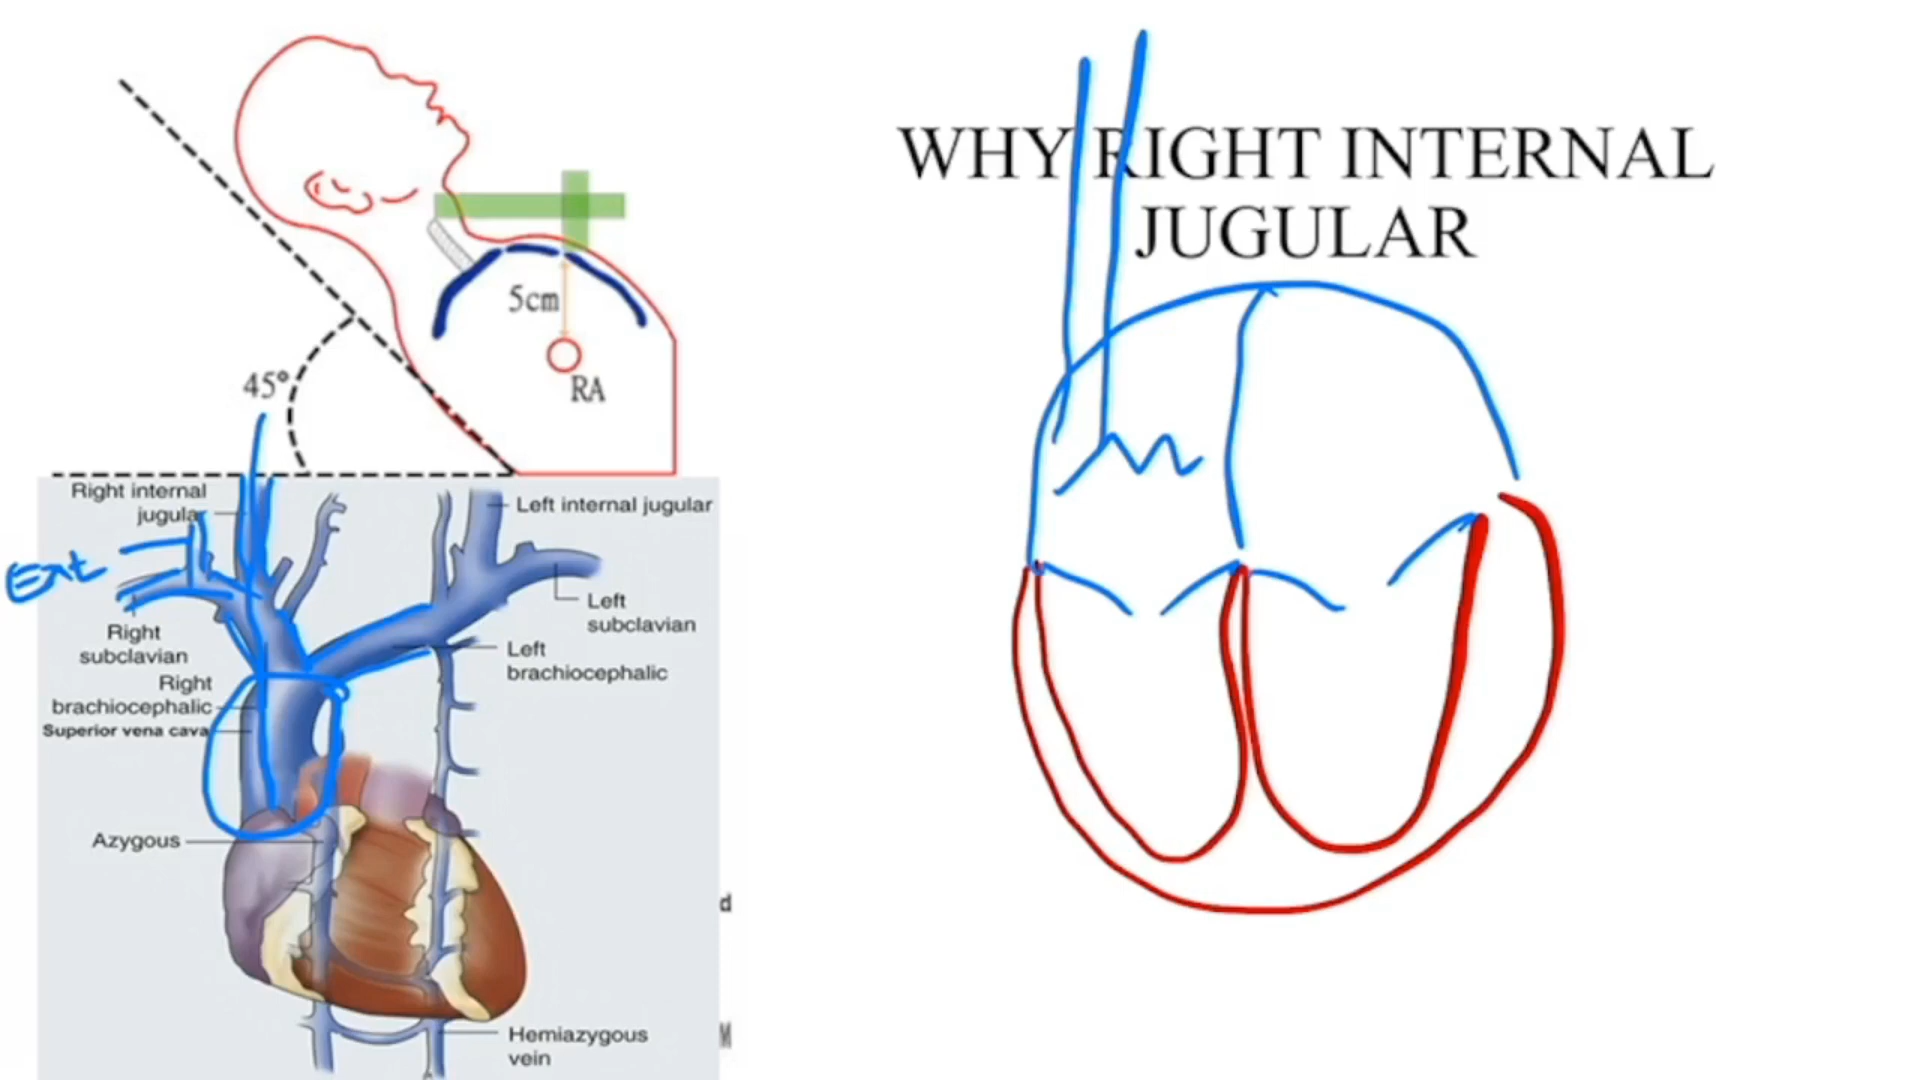 WHY RIGHT INTERNAL
JUGULAR
5cm
RA
45°
Right internal
jugular
Ext
Right
subclavian
Right
brachiocephalic
Superior vena cava
Azygous
Left internal jugular
Left
subclavian
Left
brachiocephalic
Hemiazygous
vein
d
M